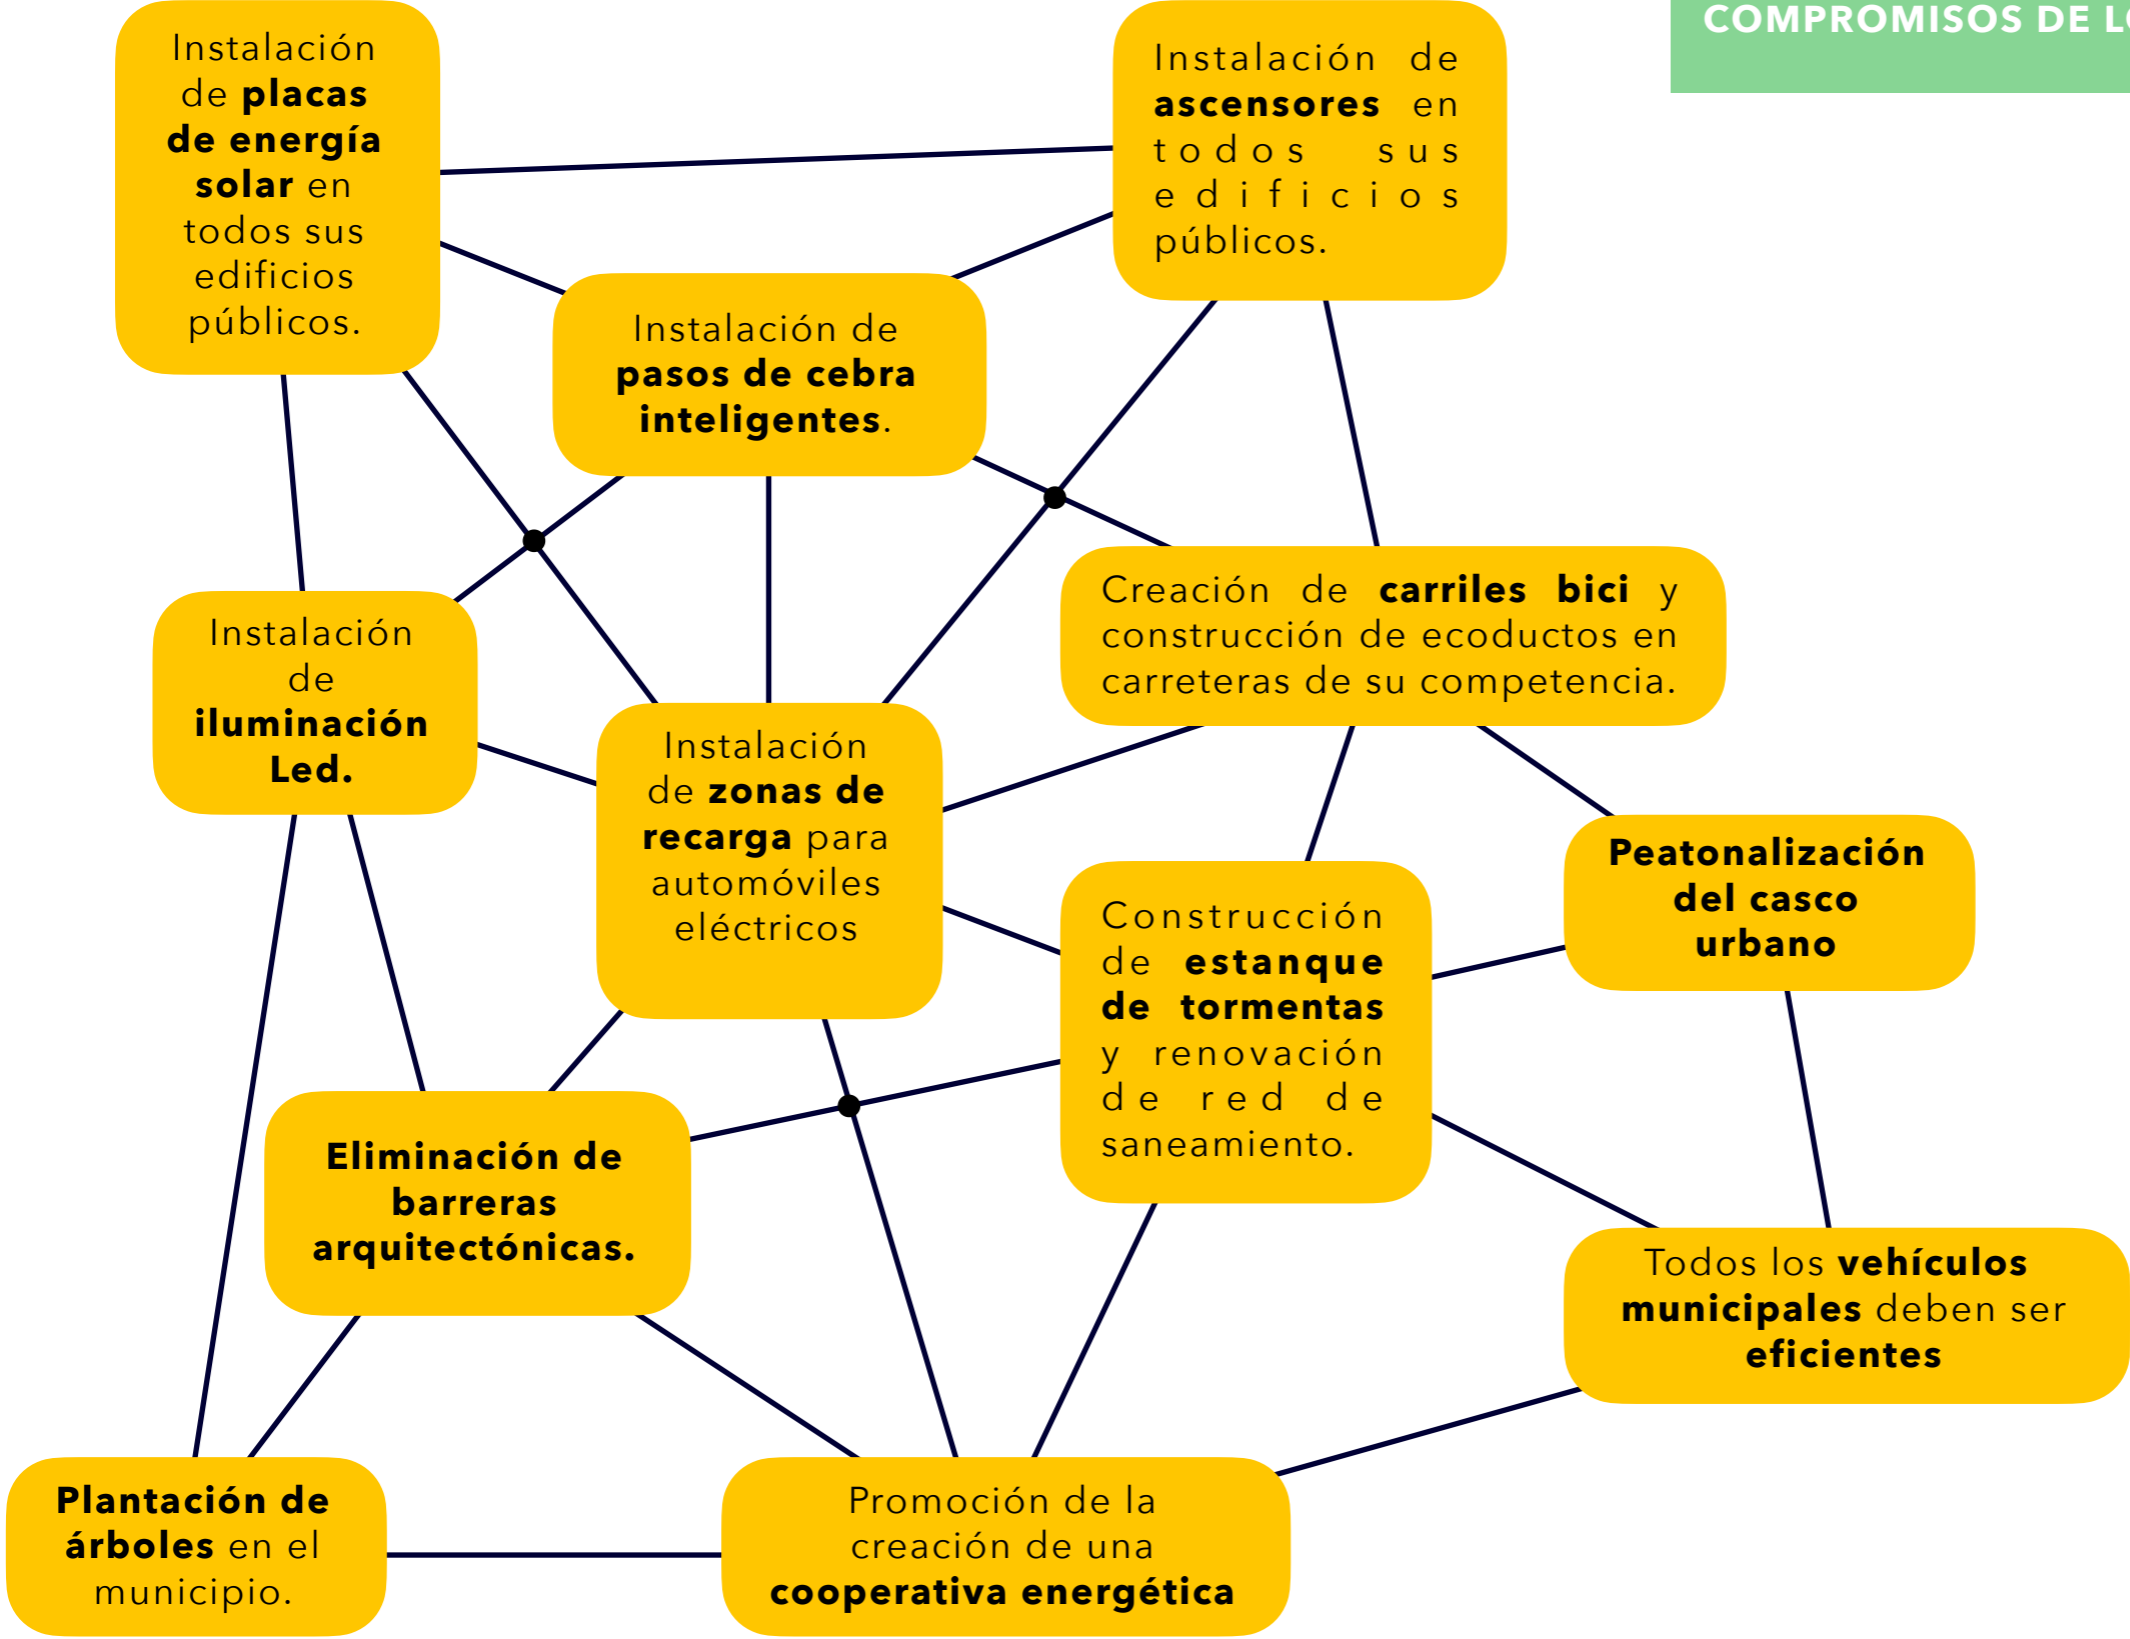 COMPROMISOS DE
Instalación
de placas
de energía
solar en
todos sus
edificios
públicos.
Instalación de
ascensores en
todos sus
edificios
públicos.
Instalación de
pasos de cebra
inteligentes.
Creación de carriles bici y
construcción de ecoductos en
carreteras de su competencia.
Instalación
de
iluminación
Led.
Instalación
de zonas de
recarga para
automóviles
eléctricos
Peatonalización
del casco
urbano
Construcción
de estanque
de tormentas
y renovación
de red de
saneamiento.
Eliminación de
barreras
arquitectónicas.
Todos los vehículos
municipales deben ser
eficientes
Plantación de
árboles en el
municipio.
Promoción de la
creación de una
cooperativa energética